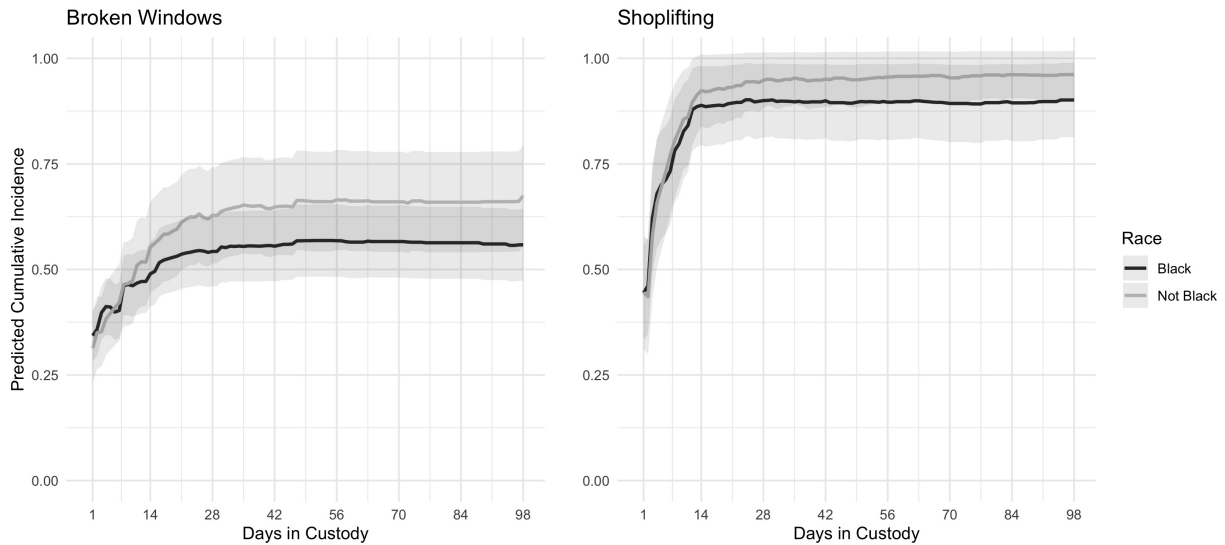 Broken Windows
Shoplifting
Predicted Cumulative Incidence
1.00
0.75
0.50
0.25
0.00
1 14 28 42 56 70 84 98
Days in Custody
1.00
0.75
0.50
0.25
0.00
1 14 28 42 56 70 84 98
Days in Custody
Race
Black
Not Black